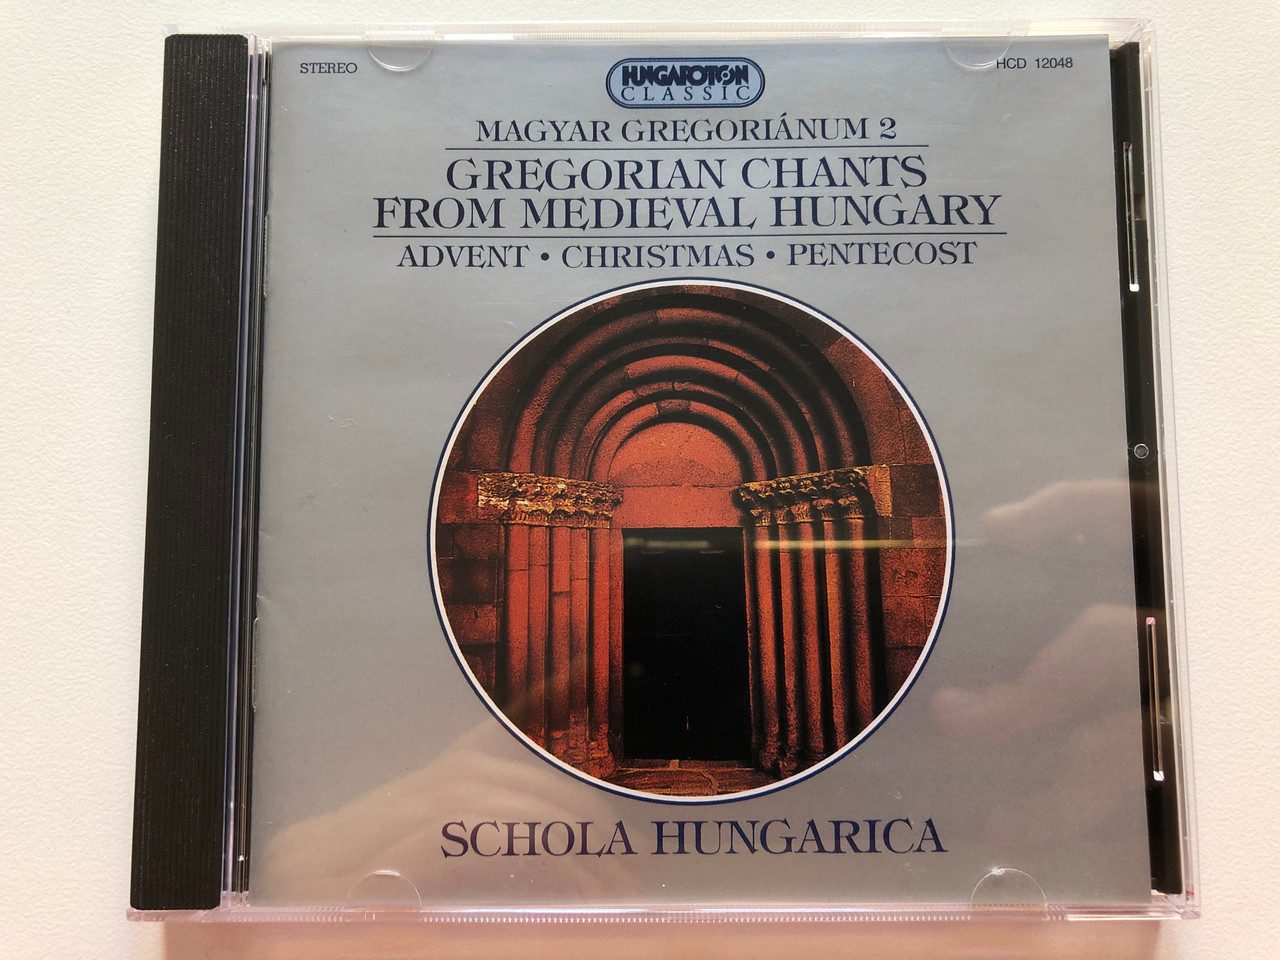 STEREO
HUNGAROTON
CLASSIC
HCD 12048
MAGYAR GREGORIÁNUM 2
GREGORIAN CHANTS
FROM MEDIEVAL HUNGARY
ADVENT • CHRISTMAS • PENTECOST
SCHOLA HUNGARICA